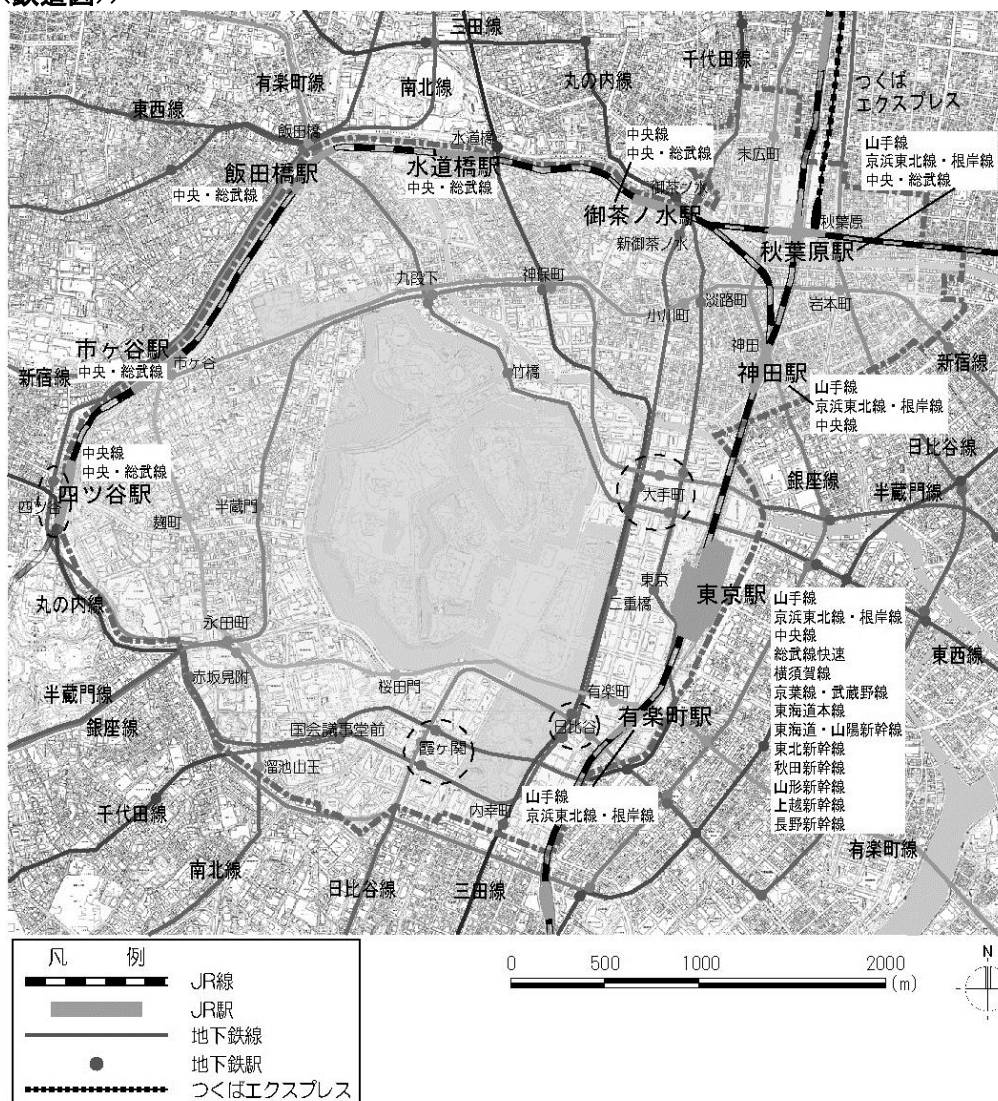 三田線
千代田線
有楽町線
南北線
丸の内線
つくば
エクスプレス
東西線
飯田橋
水道橋
中央線
中央・総武線
末広町
山手線
京浜東北線・根岸線
中央・総武線
飯田橋駅
中央・総武線
水道橋駅
中央・総武線
御茶ノ水
御茶ノ水駅
新御茶ノ水
秋葉原
秋葉原駅
九段下
神保町
小川町
淡路町
岩本町
市ヶ谷駅
中央・総武線
市ヶ谷
新宿線
竹橋
神田
神田駅
新宿線
山手線
京浜東北線・根岸線
中央線
日比谷線
銀座線
半蔵門線
中央線
中央・総武線
四ツ谷駅
四ツ谷
麹町
半蔵門
大手町
丸の内線
永田町
赤坂見附
半蔵門線
銀座線
桜田門
国会議事堂前
霞ヶ関
溜池山王
東京
二重橋
東京駅
山手線
京浜東北線・根岸線
中央線
総武線快速
横須賀線
京葉線・武蔵野線
東海道本線
東海道・山陽新幹線
東北新幹線
秋田新幹線
山形新幹線
上越新幹線
長野新幹線
東西線
有楽町
有楽町駅
日比谷
山手線
京浜東北線・根岸線
内幸町
千代田線
南北線
日比谷線
三田線
有楽町線
凡 例
JR線
JR駅
地下鉄線
地下鉄駅
つくばエクスプレス
0 500 1000 2000
(m)
N